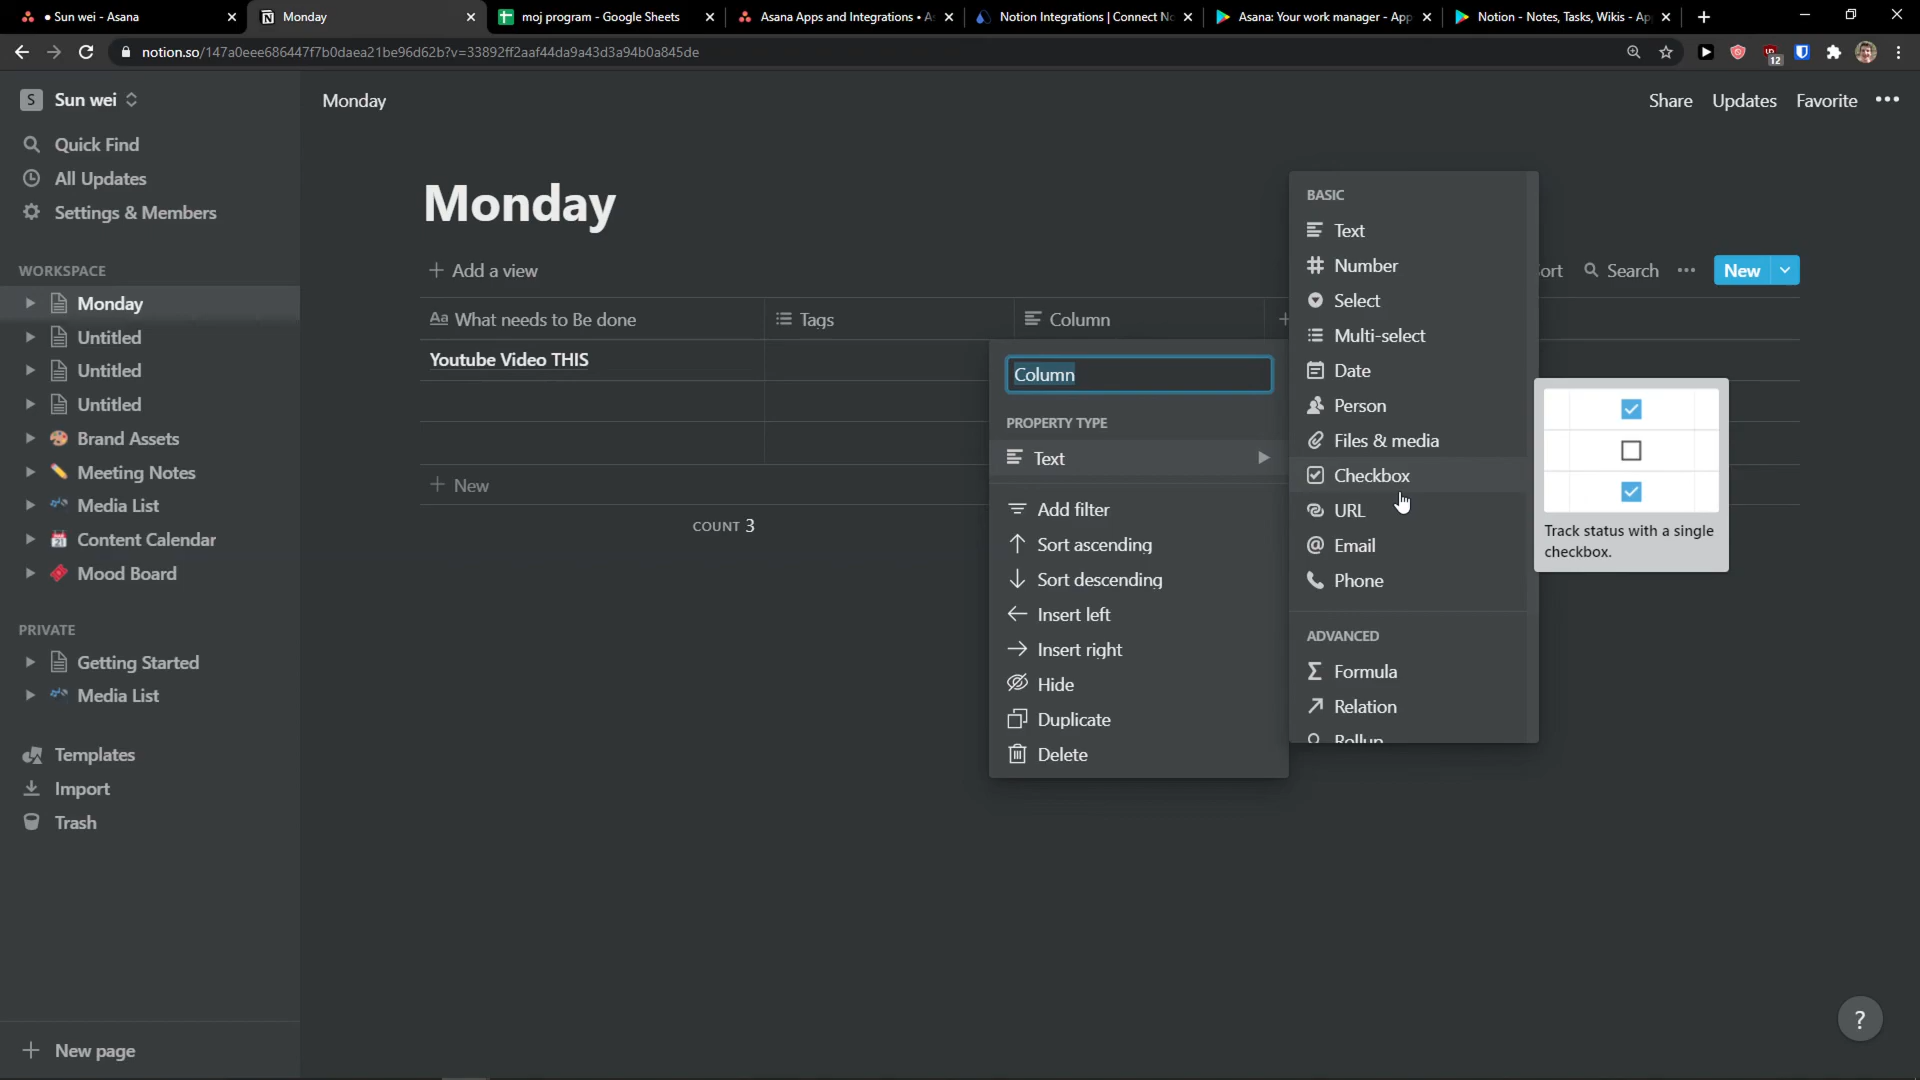 • Sun wei - Asana
Monday
moj program - Google Sheets
Asana Apps and Integrations •
Notion Integrations | Connect
Asana: Your work manager - App
Notion - Notes, Tasks, Wikis -
notion.so/147a0eee686447f7b0daea21be96d62b?v=33892ff2aaf44da9a43d3a94b0a845de
12
S Sun wei
Monday
Share Updates Favorite •••
Quick Find
All Updates
Settings & Members
WORKSPACE
Monday
Untitled
Untitled
Untitled
Brand Assets
Meeting Notes
Media List
Content Calendar
Mood Board
PRIVATE
Getting Started
Media List
Templates
Import
Trash
+ New page
Monday
+ Add a view
Search ••• New
Aa What needs to Be done
Tags
Column
+
Youtube Video THIS
+ New
COUNT 3
Column
PROPERTY TYPE
Text
Add filter
Sort ascending
Sort descending
Insert left
Insert right
Hide
Duplicate
Delete
BASIC
Text
Number
Select
Multi-select
Date
Person
Files & media
Checkbox
URL
Email
Phone
ADVANCED
Formula
Relation
Rollup
Track status with a single
checkbox.
?